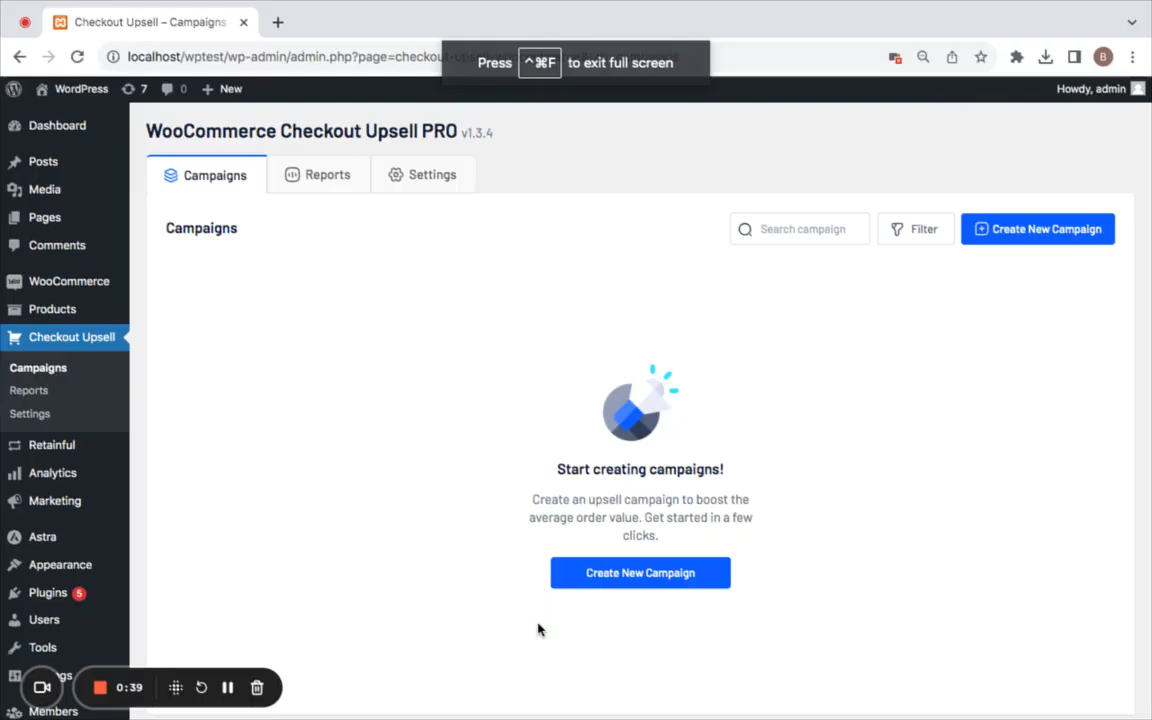 Checkout Upsell – Campaigns
localhost/wptest/wp-admin/admin.php?page=checkout-upsell
Press ^⌘F to exit full screen
B
WordPress 7 0 New
Howdy, admin
Dashboard
Posts
Media
Pages
Comments
WooCommerce
Products
Checkout Upsell
Campaigns
Reports
Settings
Retainful
Analytics
Marketing
Astra
Appearance
Plugins 5
Users
Tools
gs
Members
0:39
WooCommerce Checkout Upsell PRO v1.3.4
Campaigns Reports Settings
Campaigns
Search campaign Filter Create New Campaign
Start creating campaigns!
Create an upsell campaign to boost the
average order value. Get started in a few
clicks.
Create New Campaign